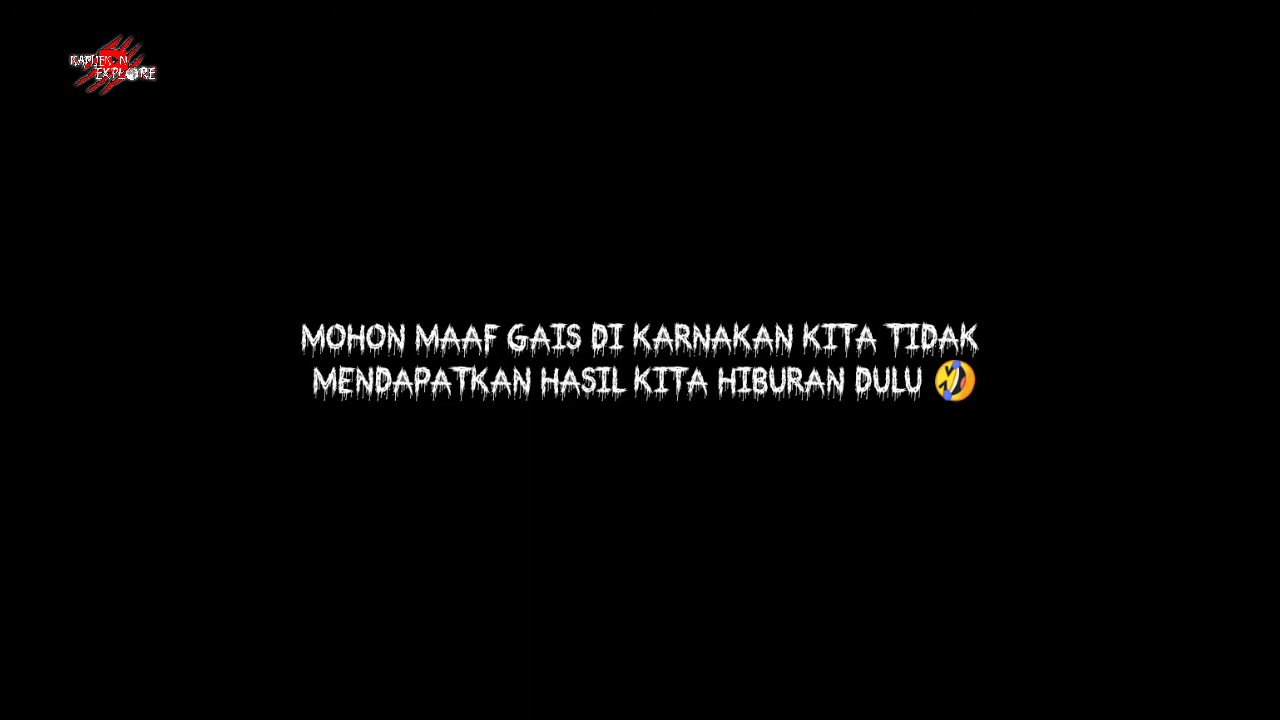 EXPLORE
MOHON MAAF GAIS DI KARNAKAN KITA TIDAK
MENDAPATKAN HASIL KITA HIBURAN DULU 🤣